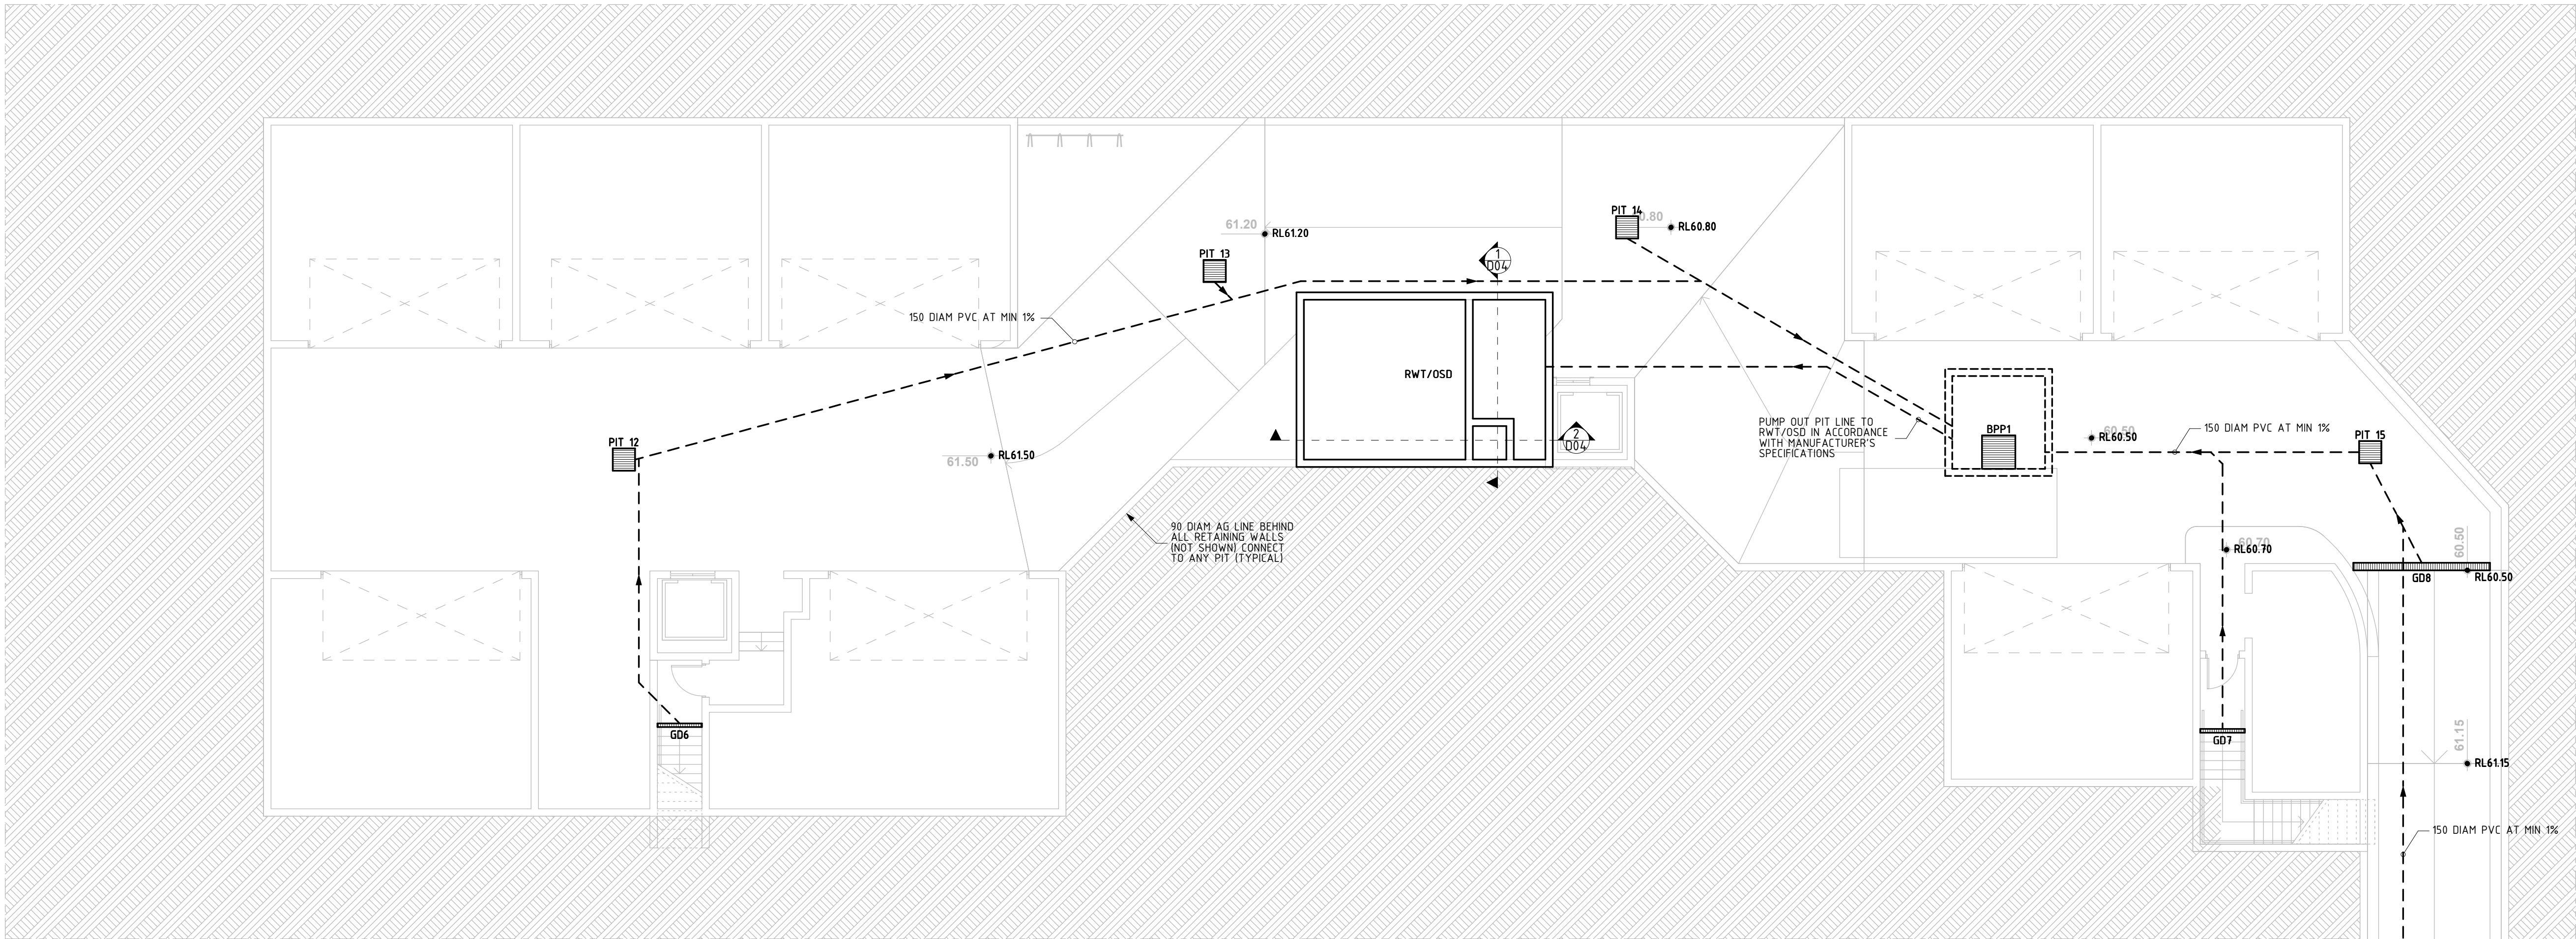 PIT 14
0.80
RL60.80
61.20
RL61.20
PIT 13
1
D04
150 DIAM PVC AT MIN 1%
RWT/OSD
PUMP OUT PIT LINE TO
RWT/OSD IN ACCORDANCE
WITH MANUFACTURER'S
SPECIFICATIONS
BPP1
60.50
RL60.50
150 DIAM PVC AT MIN 1%
PIT 15
PIT 12
61.50
RL61.50
2
D04
90 DIAM AG LINE BEHIND
ALL RETAINING WALLS
(NOT SHOWN) CONNECT
TO ANY PIT (TYPICAL)
60.70
RL60.70
60.50
RL60.50
GD8
GD6
GD7
61.15
RL61.15
150 DIAM PVC AT MIN 1%